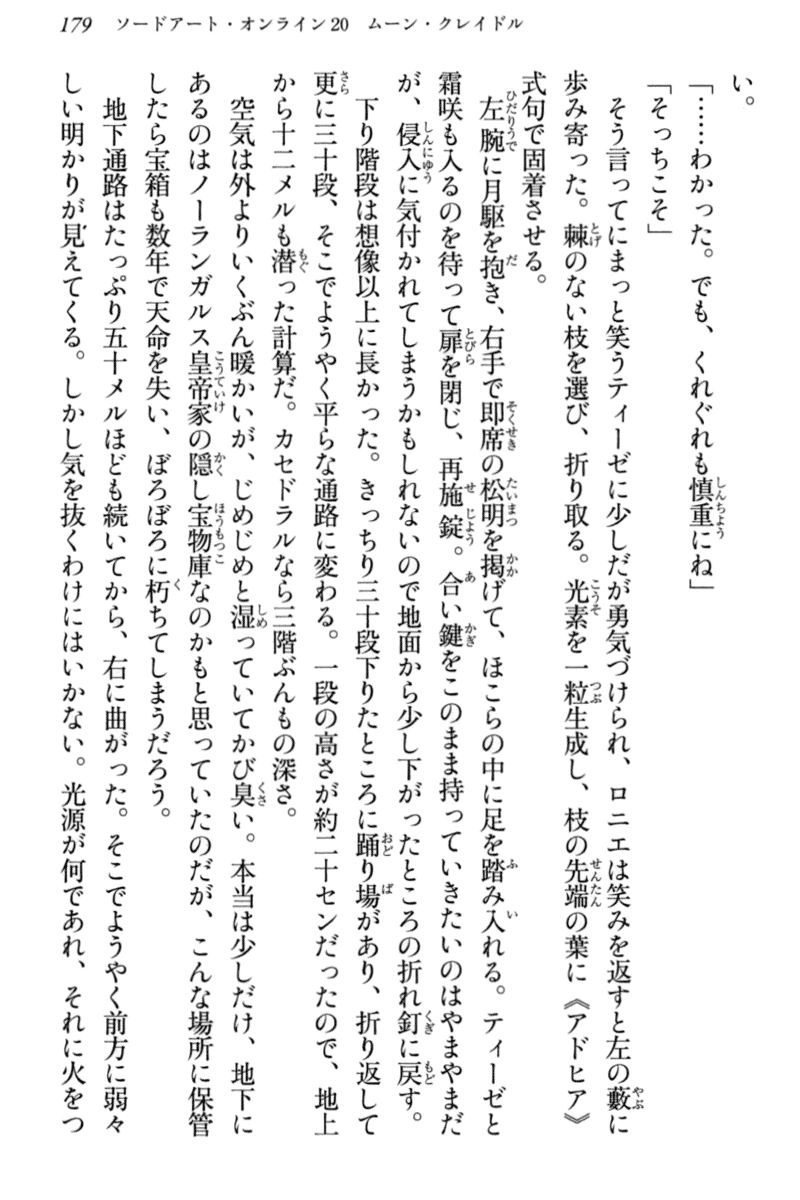 179　ソードアート・オンライン20　ムーン・クレイドル
い。
「……わかった。でも、くれぐれも慎重にね」
「そっちこそ」
　そう言ってにまっと笑うティーゼに少しだが勇気づけられ、ロニエは笑みを返すと左の藪に
歩み寄った。棘のない枝を選び、折り取る。光素を一粒生成し、枝の先端の葉に《アドヒア》
式句で固着させる。
　左腕に月駆を抱き、右手で即席の松明を掲げて、ほこらの中に足を踏み入れる。ティーゼと
霜咲も入るのを待って扉を閉じ、再施錠。合い鍵をこのまま持っていきたいのはやまやまだ
が、侵入に気付かれてしまうかもしれないので地面から少し下がったところの折れ釘に戻す。
　下り階段は想像以上に長かった。きっちり三十段下りたところに踊り場があり、折り返して
更に三十段、そこでようやく平らな通路に変わる。一段の高さが約二十センだったので、地上
から十二メルも潜った計算だ。カセドラルなら三階ぶんもの深さ。
　空気は外よりいくぶん暖かいが、じめじめと湿っていてかび臭い。本当は少しだけ、地下に
あるのはノーランガルス皇帝家の隠し宝物庫なのかもと思っていたのだが、こんな場所に保管
したら宝箱も数年で天命を失い、ぼろぼろに朽ちてしまうだろう。
　地下通路はたっぷり五十メルほども続いてから、右に曲がった。そこでようやく前方に弱々
しい明かりが見えてくる。しかし気を抜くわけにはいかない。光源が何であれ、それに火をつ